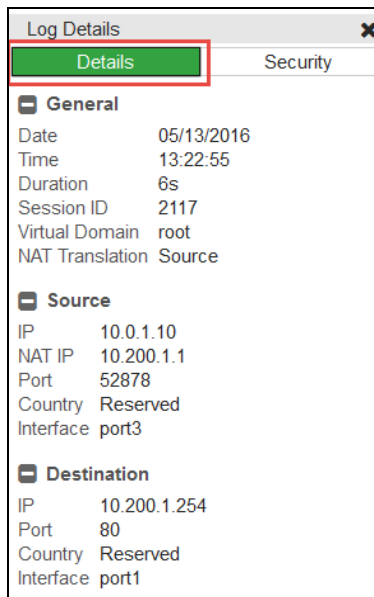 Log Details
Details Security
General
Date 05/13/2016
Time 13:22:55
Duration 6s
Session ID 2117
Virtual Domain root
NAT Translation Source
Source
IP 10.0.1.10
NAT IP 10.200.1.1
Port 52878
Country Reserved
Interface port3
Destination
IP 10.200.1.254
Port 80
Country Reserved
Interface port1